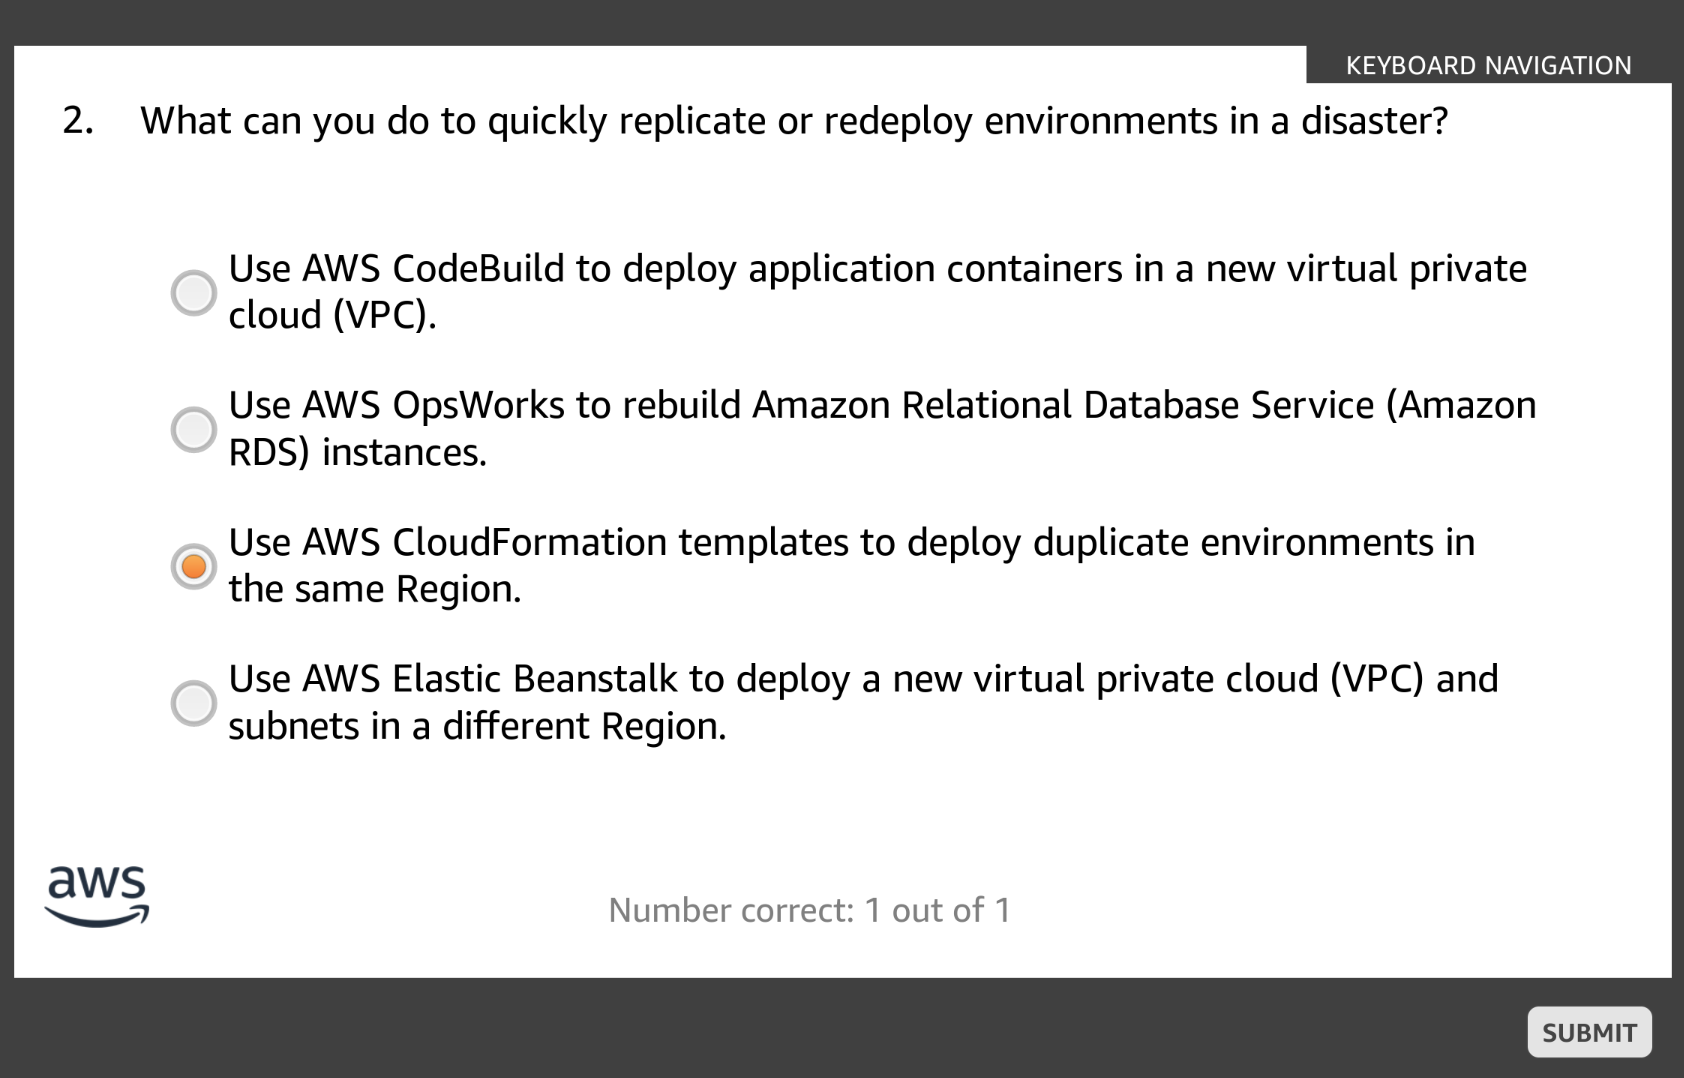 KEYBOARD NAVIGATION
2. What can you do to quickly replicate or redeploy environments in a disaster?
Use AWS CodeBuild to deploy application containers in a new virtual private
cloud (VPC).
Use AWS OpsWorks to rebuild Amazon Relational Database Service (Amazon
RDS) instances.
Use AWS CloudFormation templates to deploy duplicate environments in
the same Region.
Use AWS Elastic Beanstalk to deploy a new virtual private cloud (VPC) and
subnets in a different Region.
aws
Number correct: 1 out of 1
SUBMIT